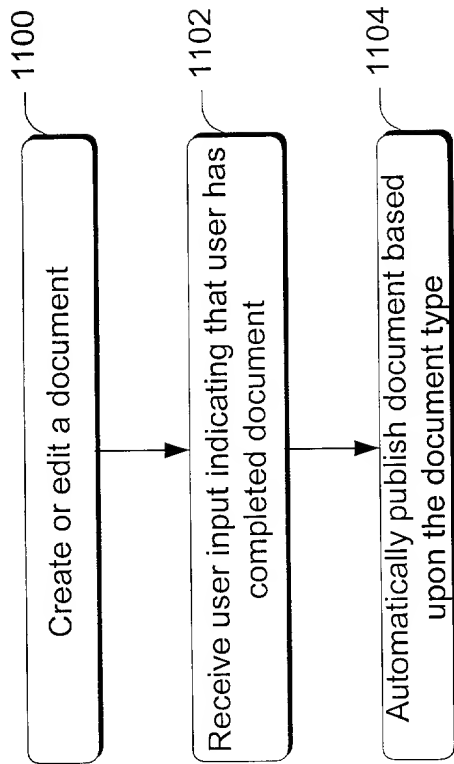 Create or edit a document
1100
Receive user input indicating that user has
completed document
1102
Automatically publish document based
upon the document type
1104